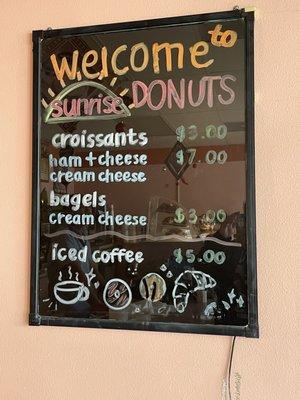 Welcome to
sunrise DONUTS
croissants $3.00
ham + cheese $7.00
cream cheese
bagels
cream cheese $3.00
iced coffee $5.00